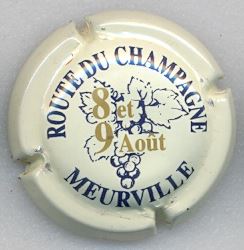 ROUTE DU CHAMPAGNE
8 et
9 Août
MEURVILLE